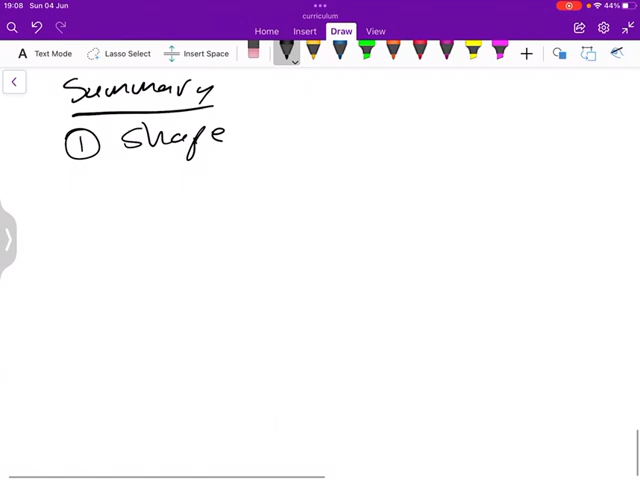 19:08 Sun 04 Jun 44%
curriculum
Home Insert Draw View
A Text Mode Lasso Select Insert Space
Summary
1 Shape